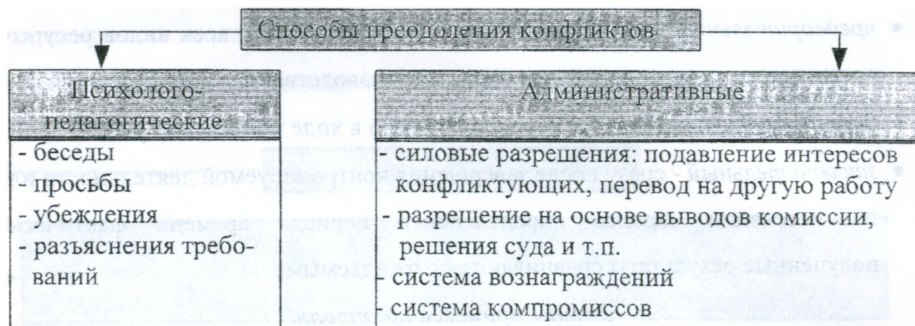 Способы преодоления конфликтов
Психолого-
педагогические
- беседы
- просьбы
- убеждения
- разъяснения требо-
ваний
Административные
- силовые разрешения: подавление интересов
конфликтующих, перевод на другую работу
- разрешение на основе выводов комиссии,
решения суда и т.п.
- система вознаграждений
- система компромиссов